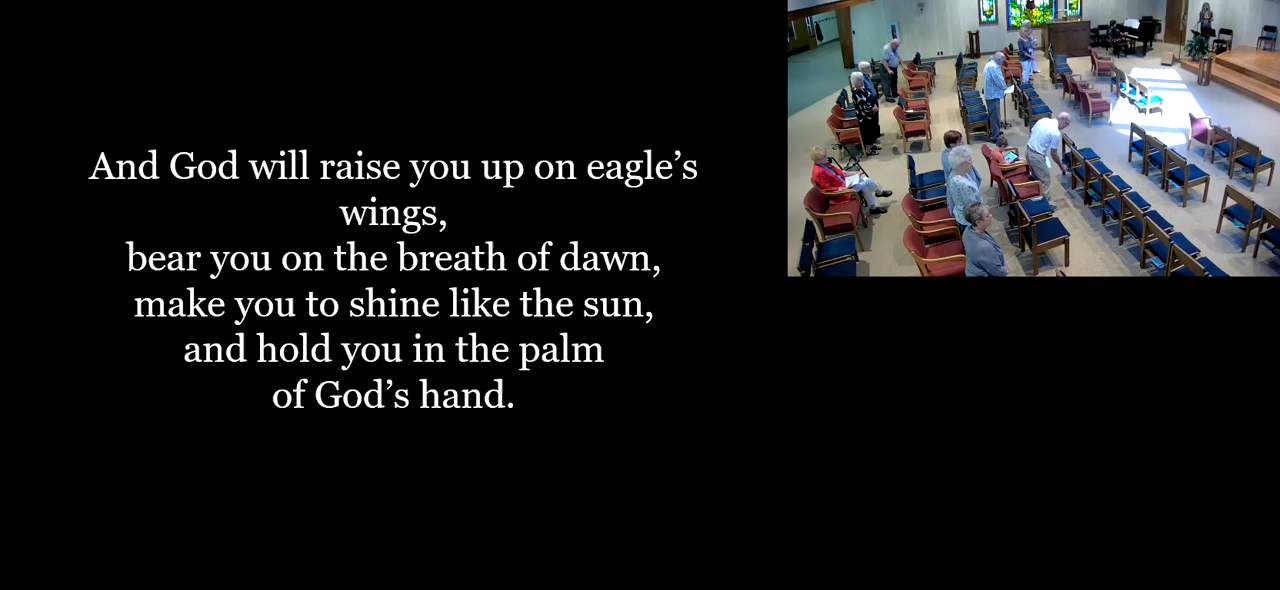 And God will raise you up on eagle’s
wings,
bear you on the breath of dawn,
make you to shine like the sun,
and hold you in the palm
of God’s hand.